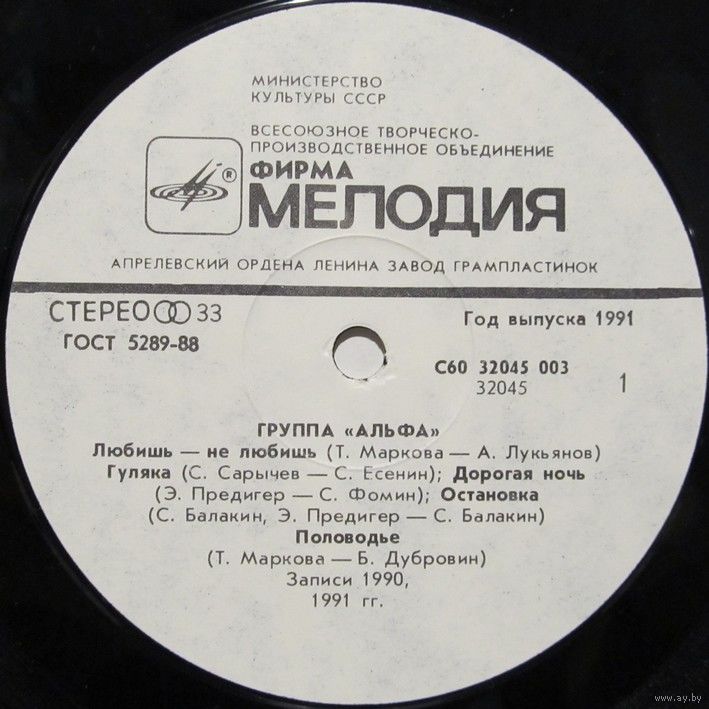 МИНИСТЕРСТВО
КУЛЬТУРЫ СССР
ВСЕСОЮЗНОЕ ТВОРЧЕСКО-
ПРОИЗВОДСТВЕННОЕ ОБЪЕДИНЕНИЕ
ФИРМА
®
МЕЛОДИЯ
АПРЕЛЕВСКИЙ ОРДЕНА ЛЕНИНА ЗАВОД ГРАМПЛАСТИНОК
СТЕРЕО 33
Год выпуска 1991
ГОСТ 5289-88
С60 32045 003
32045
1
ГРУППА «АЛЬФА»
Любишь — не любишь (Т. Маркова — А. Лукьянов)
Гуляка (С. Сарычев — С. Есенин); Дорогая ночь
(Э. Предигер — С. Фомин); Остановка
(С. Балакин, Э. Предигер — С. Балакин)
Половодье
(Т. Маркова — Б. Дубровин)
Записи 1990,
1991 гг.
www.ay.by